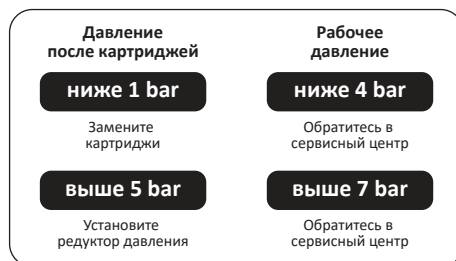 Давление
после картриджей
ниже 1 bar
Замените
картриджи
выше 5 bar
Установите
редуктор давления
Рабочее
давление
ниже 4 bar
Обратитесь в
сервисный центр
выше 7 bar
Обратитесь в
сервисный центр